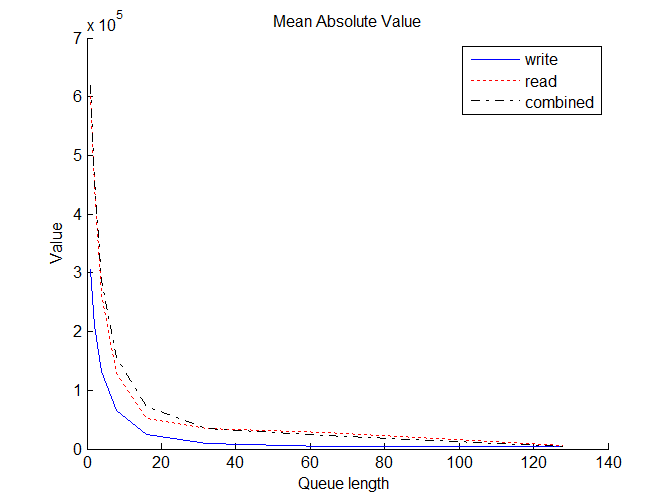 Mean Absolute Value
x 10^5
7
6
5
4
3
2
1
0
Value
0 20 40 60 80 100 120 140
Queue length
write
read
combined